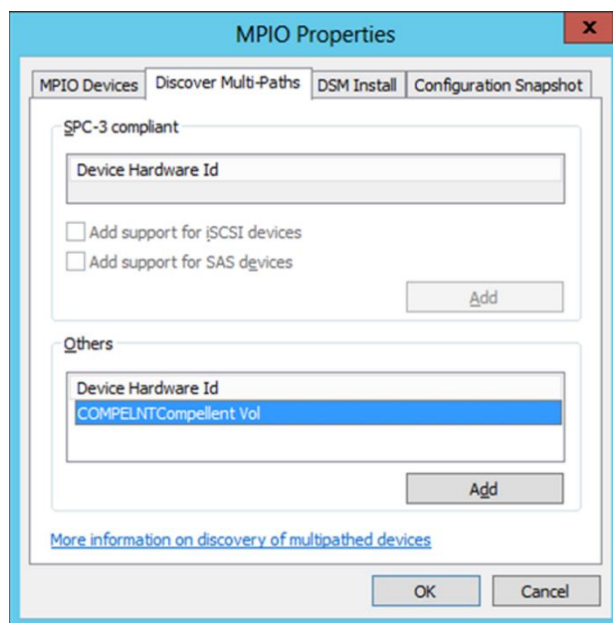 MPIO Properties
x
MPIO Devices Discover Multi-Paths DSM Install Configuration Snapshot
SPC-3 compliant
Device Hardware Id
Add support for iSCSI devices
Add support for SAS devices
Add
Others
Device Hardware Id
COMPELNTCompellent Vol
Add
More information on discovery of multipathed devices
OK Cancel